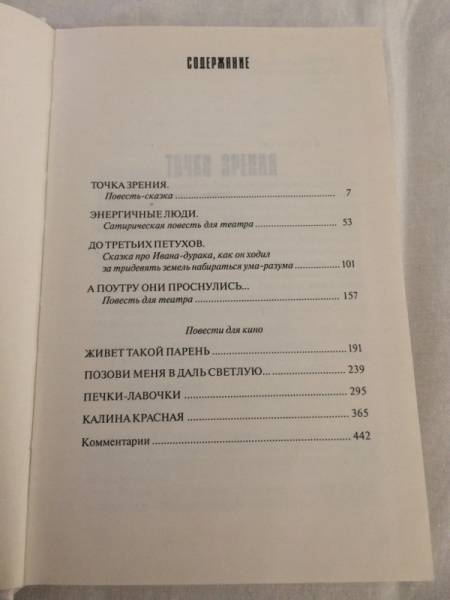 СОДЕРЖАНИЕ
ТОЧКА ЗРЕНИЯ.
Повесть-сказка ........ 7
ЭНЕРГИЧНЫЕ ЛЮДИ.
Сатирическая повесть для театра ........ 53
ДО ТРЕТЬИХ ПЕТУХОВ.
Сказка про Ивана-дурака, как он ходил
за тридевять земель набираться ума-разума ........ 101
А ПОУТРУ ОНИ ПРОСНУЛИСЬ...
Повесть для театра ........ 157
Повести для кино
ЖИВЕТ ТАКОЙ ПАРЕНЬ ........ 191
ПОЗОВИ МЕНЯ В ДАЛЬ СВЕТЛУЮ... ........ 239
ПЕЧКИ-ЛАВОЧКИ ........ 295
КАЛИНА КРАСНАЯ ........ 365
Комментарии ........ 442